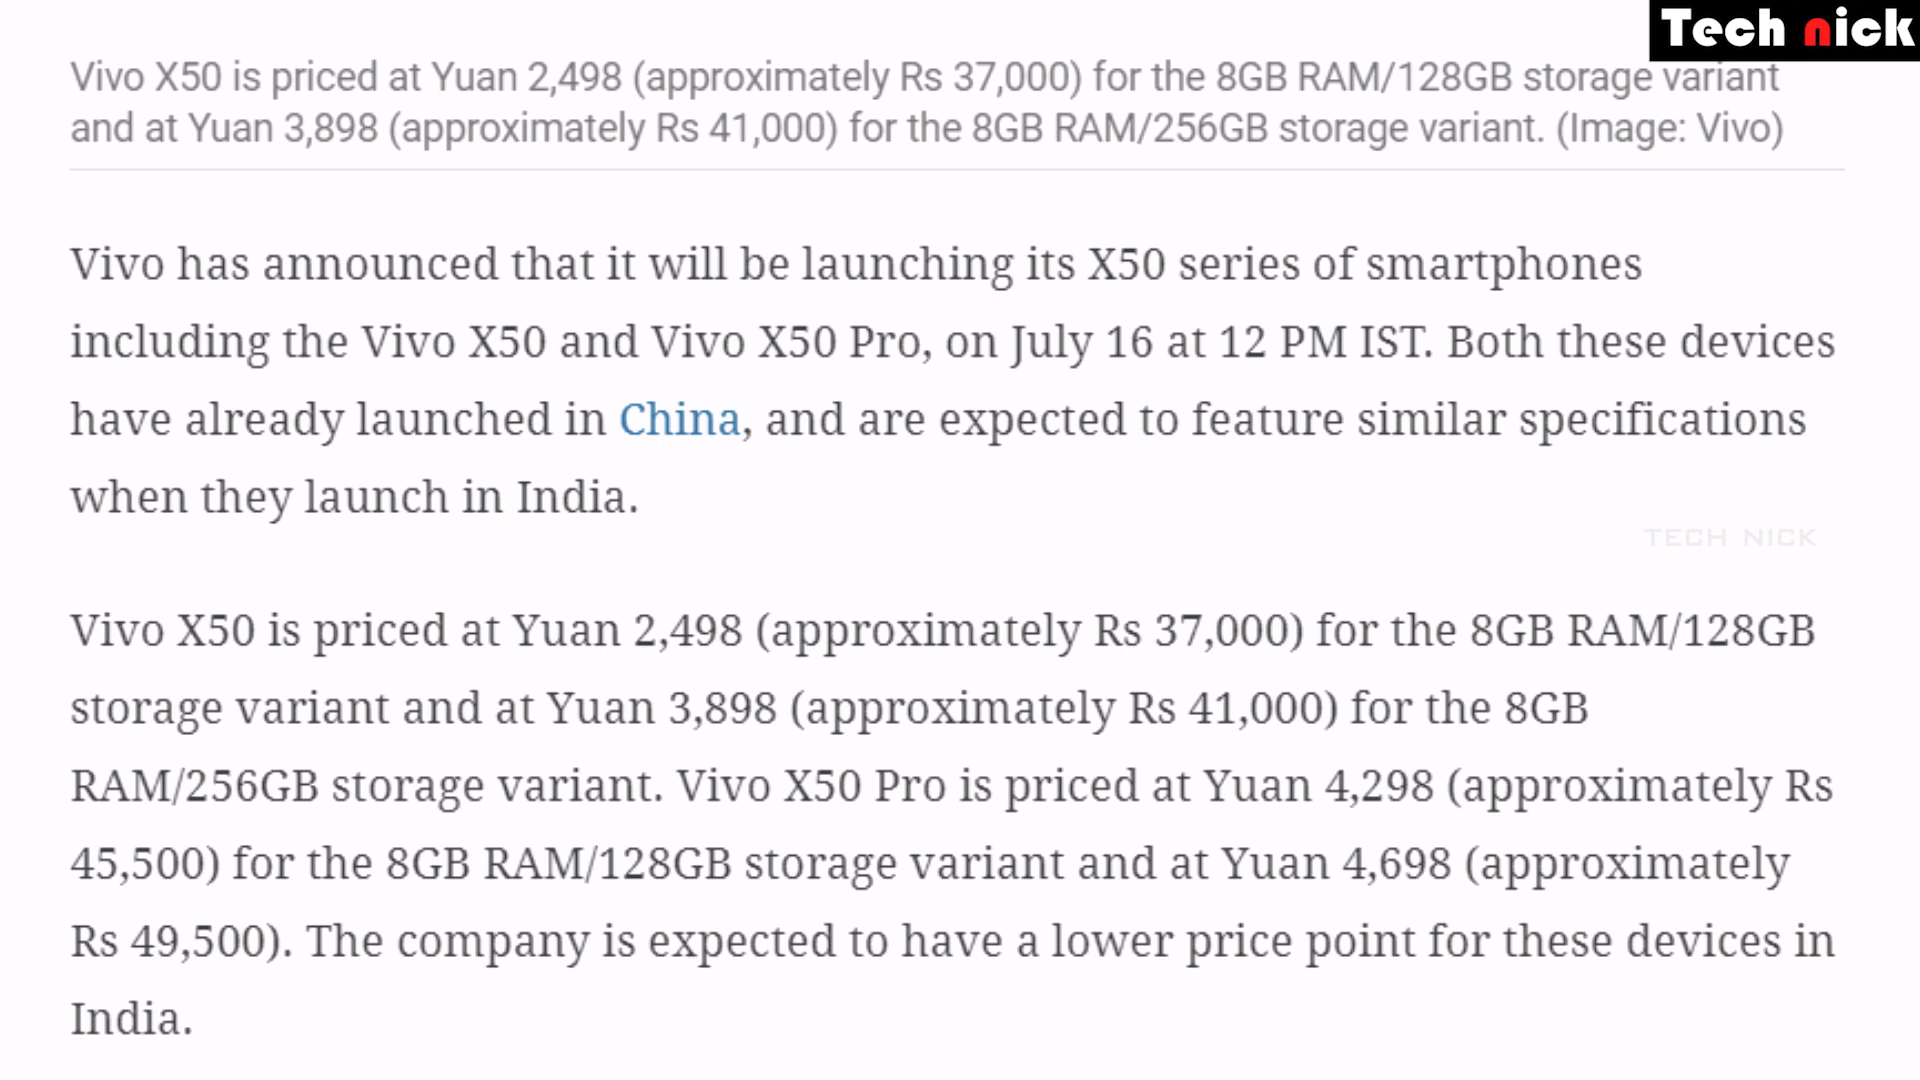 Tech nick
Vivo X50 is priced at Yuan 2,498 (approximately Rs 37,000) for the 8GB RAM/128GB storage variant
and at Yuan 3,898 (approximately Rs 41,000) for the 8GB RAM/256GB storage variant. (Image: Vivo)
Vivo has announced that it will be launching its X50 series of smartphones
including the Vivo X50 and Vivo X50 Pro, on July 16 at 12 PM IST. Both these devices
have already launched in China, and are expected to feature similar specifications
when they launch in India.
TECH NICK
Vivo X50 is priced at Yuan 2,498 (approximately Rs 37,000) for the 8GB RAM/128GB
storage variant and at Yuan 3,898 (approximately Rs 41,000) for the 8GB
RAM/256GB storage variant. Vivo X50 Pro is priced at Yuan 4,298 (approximately Rs
45,500) for the 8GB RAM/128GB storage variant and at Yuan 4,698 (approximately
Rs 49,500). The company is expected to have a lower price point for these devices in
India.